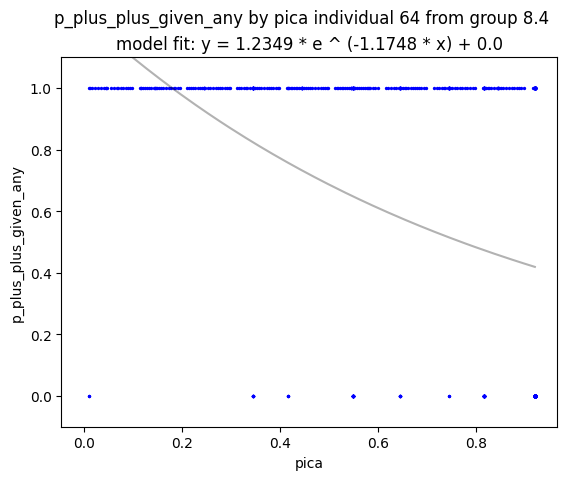 p_plus_plus_given_any by pica individual 64 from group 8.4
model fit: y = 1.2349 * e ^ (-1.1748 * x) + 0.0
1.0
0.8
0.6
0.4
0.2
0.0
p_plus_plus_given_any
0.0 0.2 0.4 0.6 0.8
pica